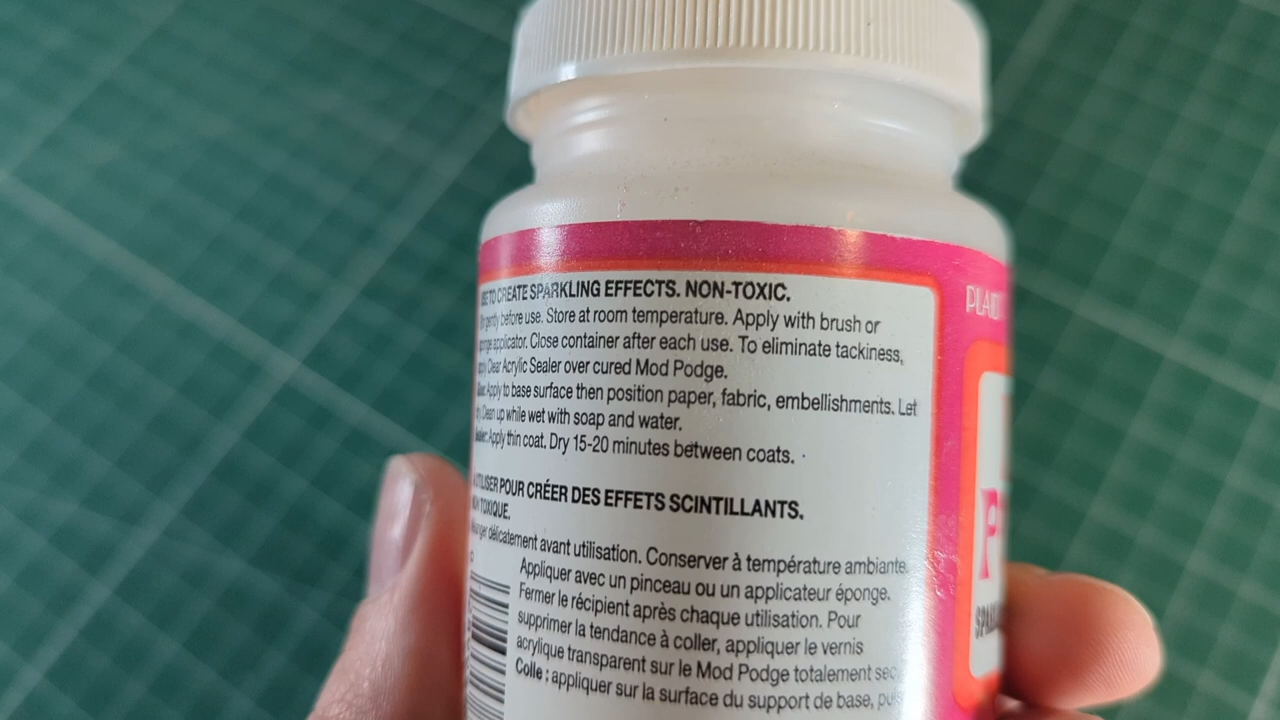 USE TO CREATE SPARKLING EFFECTS. NON-TOXIC.
gently before use. Store at room temperature. Apply with brush or
sponge applicator. Close container after each use. To eliminate tackiness,
apply Clear Acrylic Sealer over cured Mod Podge.
Apply to base surface then position paper, fabric, embellishments. Let
dry. Clean up while wet with soap and water.
Sealer: Apply thin coat. Dry 15-20 minutes between coats.
À UTILISER POUR CRÉER DES EFFETS SCINTILLANTS.
NON TOXIQUE.
Mélanger délicatement avant utilisation. Conserver à température ambiante.
Appliquer avec un pinceau ou un applicateur éponge.
Fermer le récipient après chaque utilisation. Pour
supprimer la tendance à coller, appliquer le vernis
acrylique transparent sur le Mod Podge totalement sec.
Colle : appliquer sur la surface du support de base, puis
PLAID